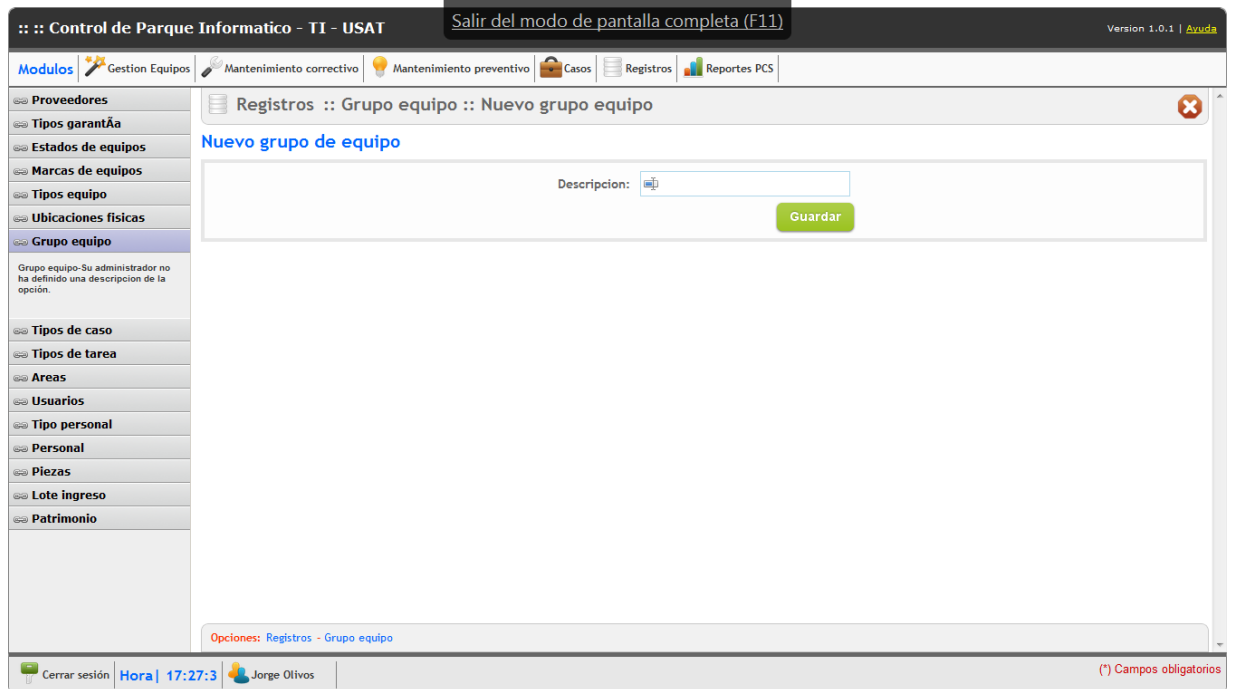 Salir del modo de pantalla completa (F11)
:: :: Control de Parque Informatico - TI - USAT
Version 1.0.1 | Ayuda
Modulos Gestion Equipos Mantenimiento correctivo Mantenimiento preventivo Casos Registros Reportes PCS
Proveedores
Tipos garantÃa
Estados de equipos
Marcas de equipos
Tipos equipo
Ubicaciones fisicas
Grupo equipo
Grupo equipo-Su administrador no
ha definido una descripcion de la
opción.
Tipos de caso
Tipos de tarea
Areas
Usuarios
Tipo personal
Personal
Piezas
Lote ingreso
Patrimonio
Registros :: Grupo equipo :: Nuevo grupo equipo
Nuevo grupo de equipo
Descripcion:
Guardar
Opciones: Registros - Grupo equipo
Cerrar sesión Hora| 17:27:3 Jorge Olivos
(*) Campos obligatorios